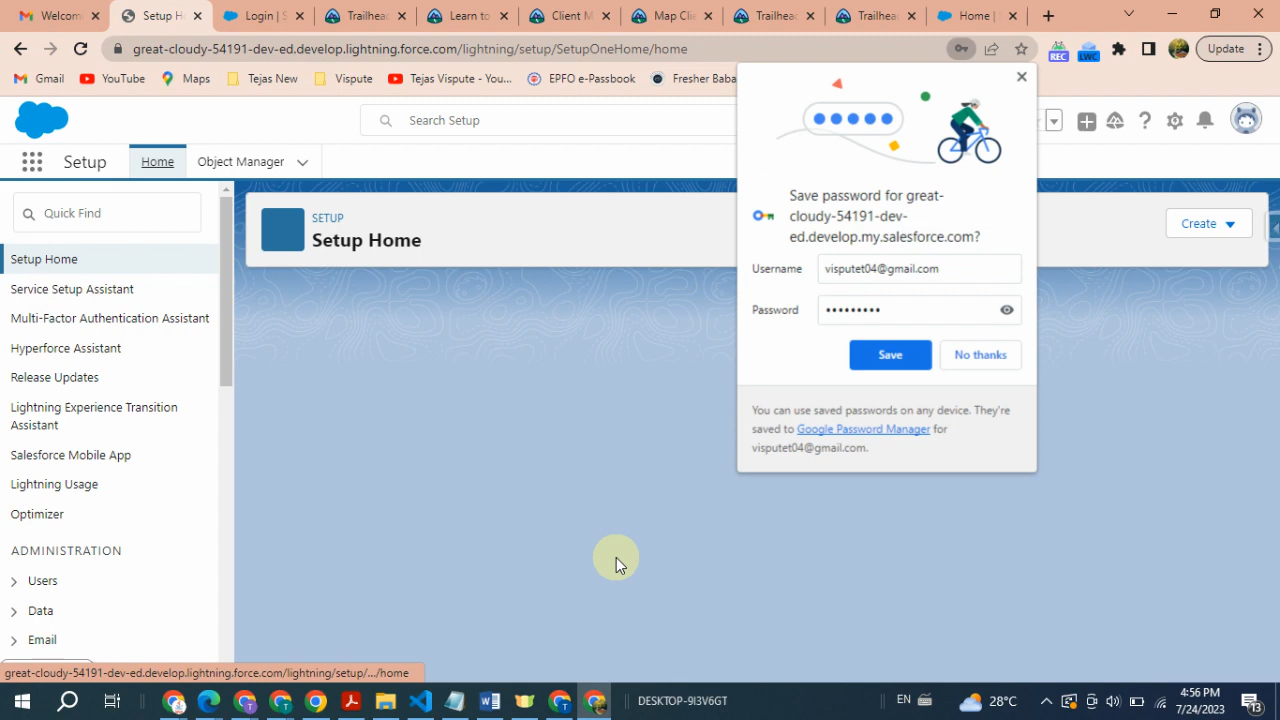 Welcom
Setup H
Login | S
Trailhead
Learn to
Client M
Map Clie
Trailhead
Trailhead
Home | S
great-cloudy-54191-dev-ed.develop.lightning.force.com/lightning/setup/SetupOneHome/home
Update
Gmail
YouTube
Maps
Tejas New
Vispute
Tejas Vispute - You...
EPFO e-Passbook
Fresher Baba
REC
LWC
Search Setup
Setup
Home
Object Manager
Quick Find
Setup Home
Service Setup Assistant
Multi-Factor Authentication Assistant
Hyperforce Assistant
Release Updates
Lightning Experience Transition
Assistant
Salesforce Mobile App
Lightning Usage
Optimizer
ADMINISTRATION
Users
Data
Email
SETUP
Setup Home
Create
Save password for great-
cloudy-54191-dev-
ed.develop.my.salesforce.com?
Username visputet04@gmail.com
Password •••••••••
Save No thanks
You can use saved passwords on any device. They're
saved to Google Password Manager for
visputet04@gmail.com.
great-cloudy-54191-dev-ed.develop.lightning.force.com/lightning/setup/.../home
DESKTOP-9I3V6GT
EN
28°C
4:56 PM
7/24/2023
13